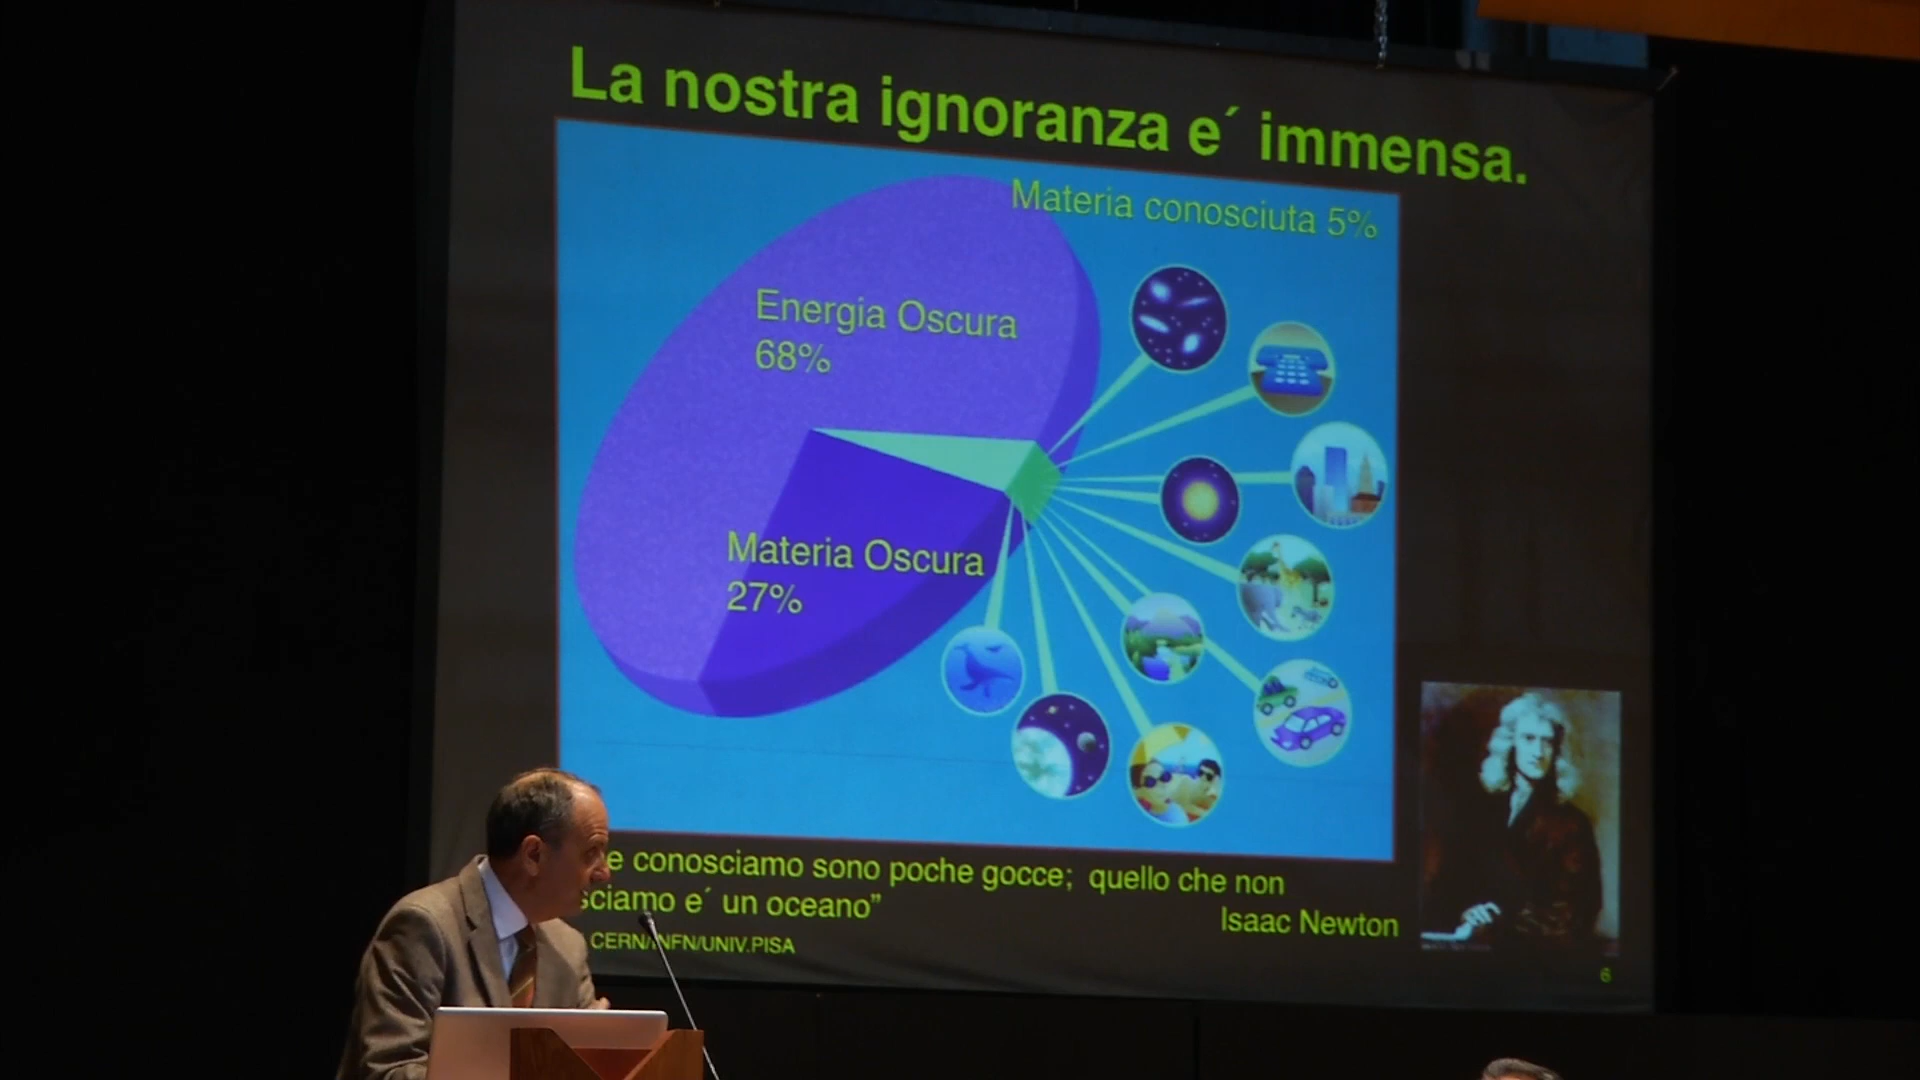 La nostra ignoranza e´ immensa.
Materia conosciuta 5%
Energia Oscura
68%
Materia Oscura
27%
e conosciamo sono poche gocce; quello che non
sciamo e´ un oceano”
Isaac Newton
CERN/INFN/UNIV.PISA
6